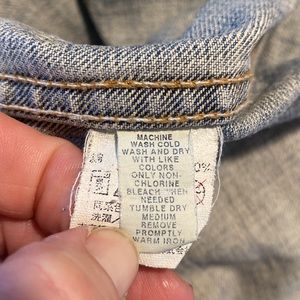 MACHINE
WASH COLD
WASH AND DRY
WITH LIKE
COLORS
ONLY NON-
CHLORINE
BLEACH WHEN
NEEDED
TUMBLE DRY
MEDIUM
REMOVE
PROMPTLY
WARM IRON
0%